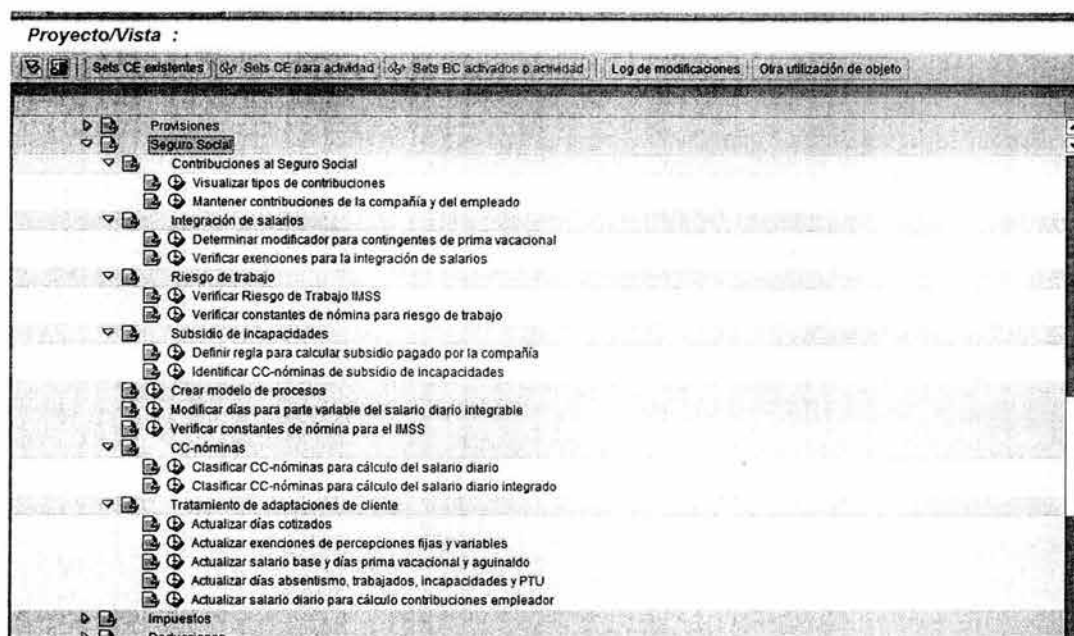 Proyecto/Vista :
Sets CE existentes Sets CE para actividad Sets BC activados p actividad Log de modificaciones Otra utilización de objeto
Provisiones
Seguro Social
Contribuciones al Seguro Social
Visualizar tipos de contribuciones
Mantener contribuciones de la compañía y del empleado
Integración de salarios
Determinar modificador para contingentes de prima vacacional
Verificar exenciones para la integración de salarios
Riesgo de trabajo
Verificar Riesgo de Trabajo IMSS
Verificar constantes de nómina para riesgo de trabajo
Subsidio de incapacidades
Definir regla para calcular subsidio pagado por la compañía
Identificar CC-nóminas de subsidio de incapacidades
Crear modelo de procesos
Modificar días para parte variable del salario diario integrable
Verificar constantes de nómina para el IMSS
CC-nóminas
Clasificar CC-nóminas para cálculo del salario diario
Clasificar CC-nóminas para cálculo del salario diario integrado
Tratamiento de adaptaciones de cliente
Actualizar días cotizados
Actualizar exenciones de percepciones fijas y variables
Actualizar salario base y días prima vacacional y aguinaldo
Actualizar días absentismo, trabajados, incapacidades y PTU
Actualizar salario diario para cálculo contribuciones empleador
Impuestos